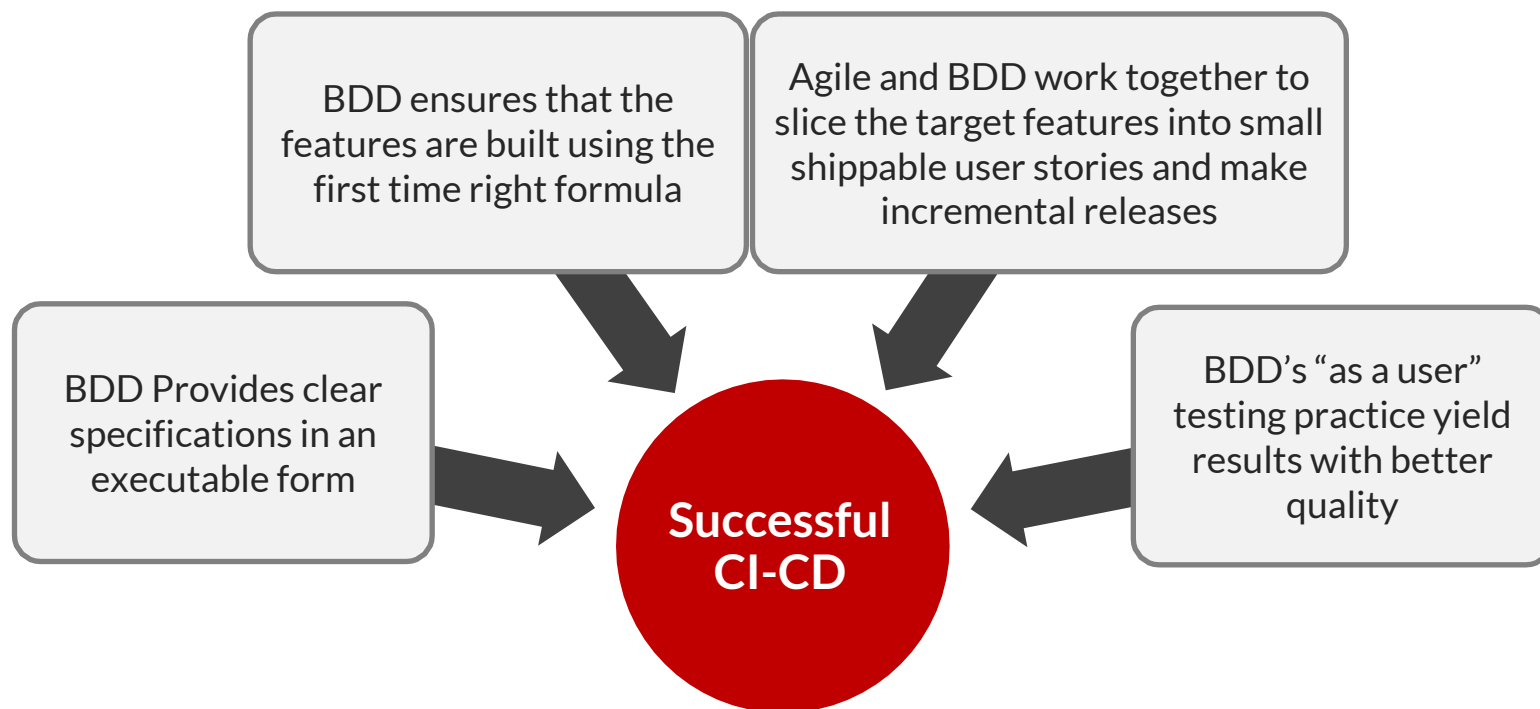 BDD ensures that the
features are built using the
first time right formula
Agile and BDD work together to
slice the target features into small
shippable user stories and make
incremental releases
BDD Provides clear
specifications in an
executable form
BDD’s “as a user”
testing practice yield
results with better
quality
Successful
CI-CD